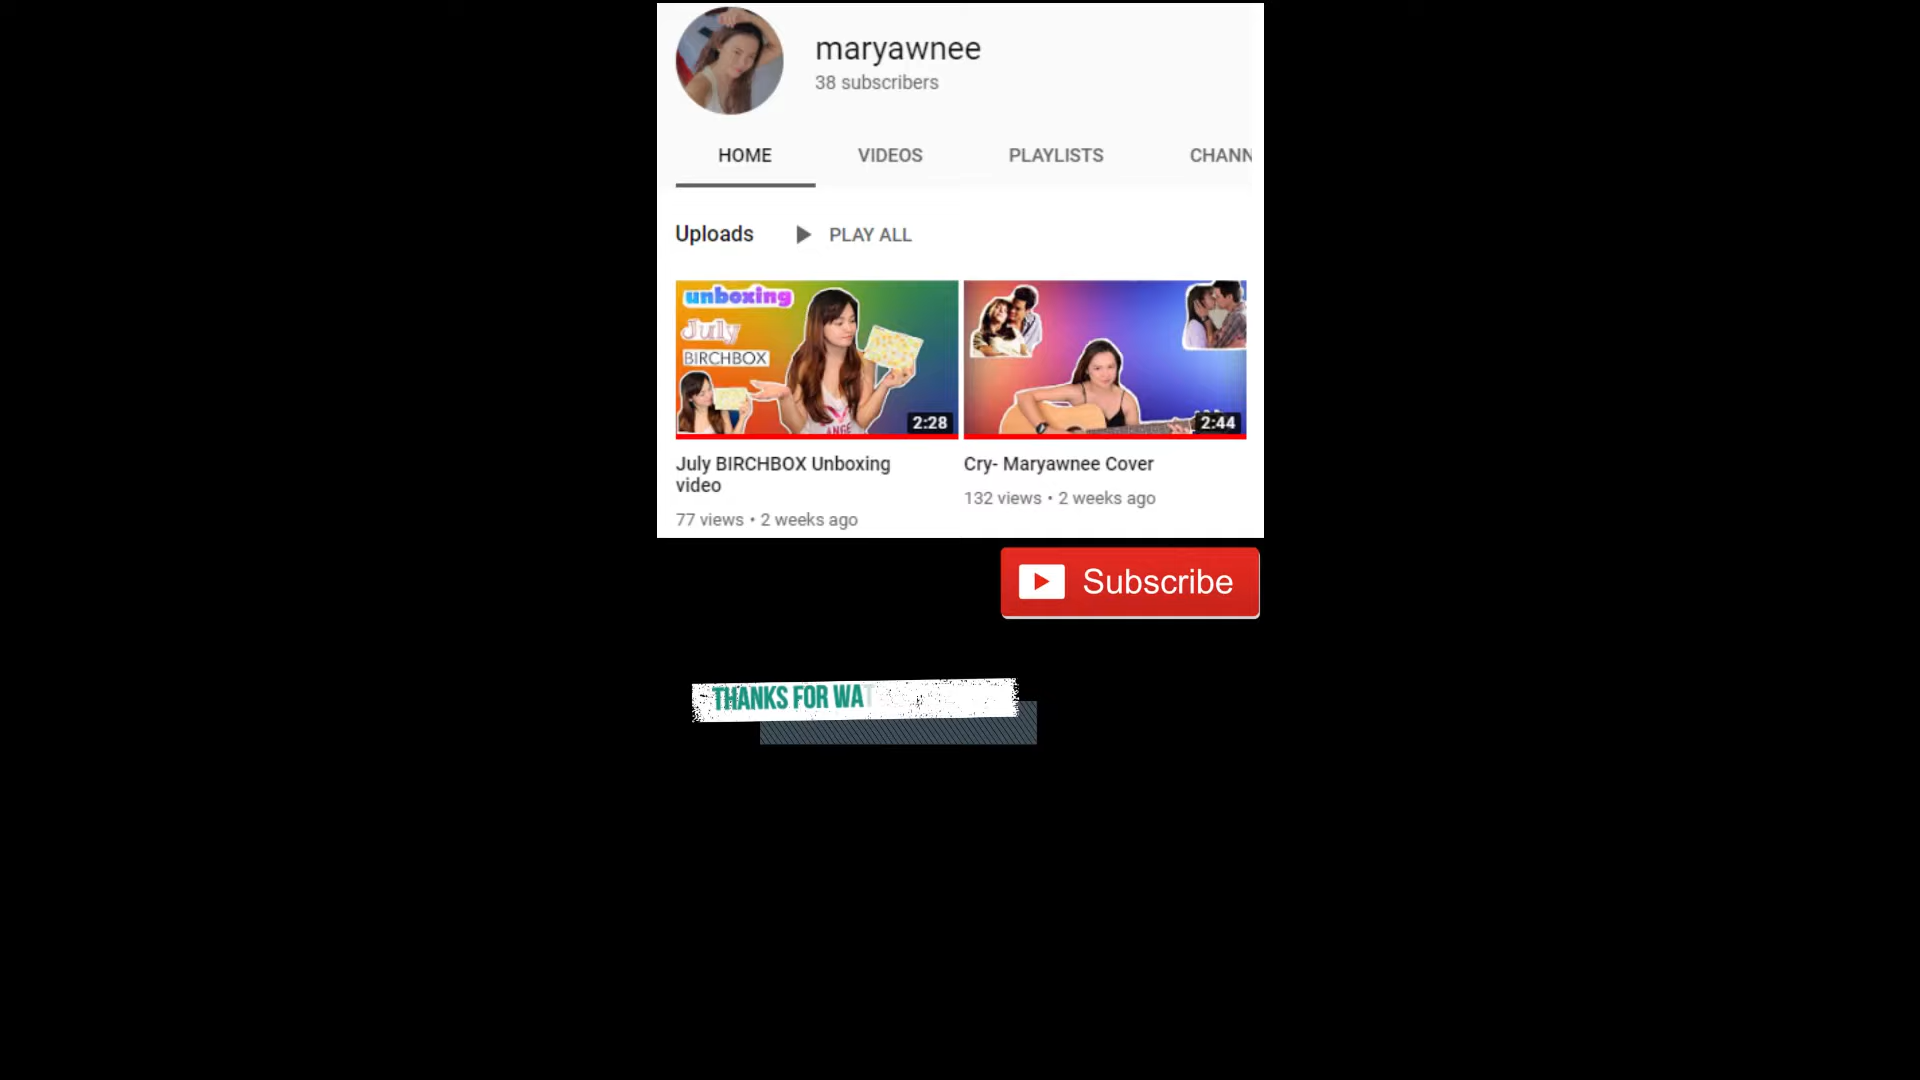 maryawnee
38 subscribers
HOME VIDEOS PLAYLISTS CHANN
Uploads PLAY ALL
unboxing
July
BIRCHBOX
2:28
2:44
July BIRCHBOX Unboxing
video
77 views • 2 weeks ago
Cry- Maryawnee Cover
132 views • 2 weeks ago
Subscribe
THANKS FOR WAT